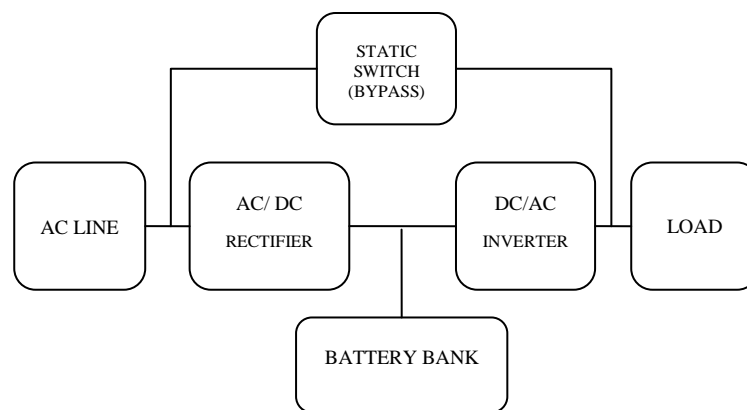 STATIC
SWITCH
(BYPASS)
AC LINE
AC/ DC
RECTIFIER
DC/AC
INVERTER
LOAD
BATTERY BANK